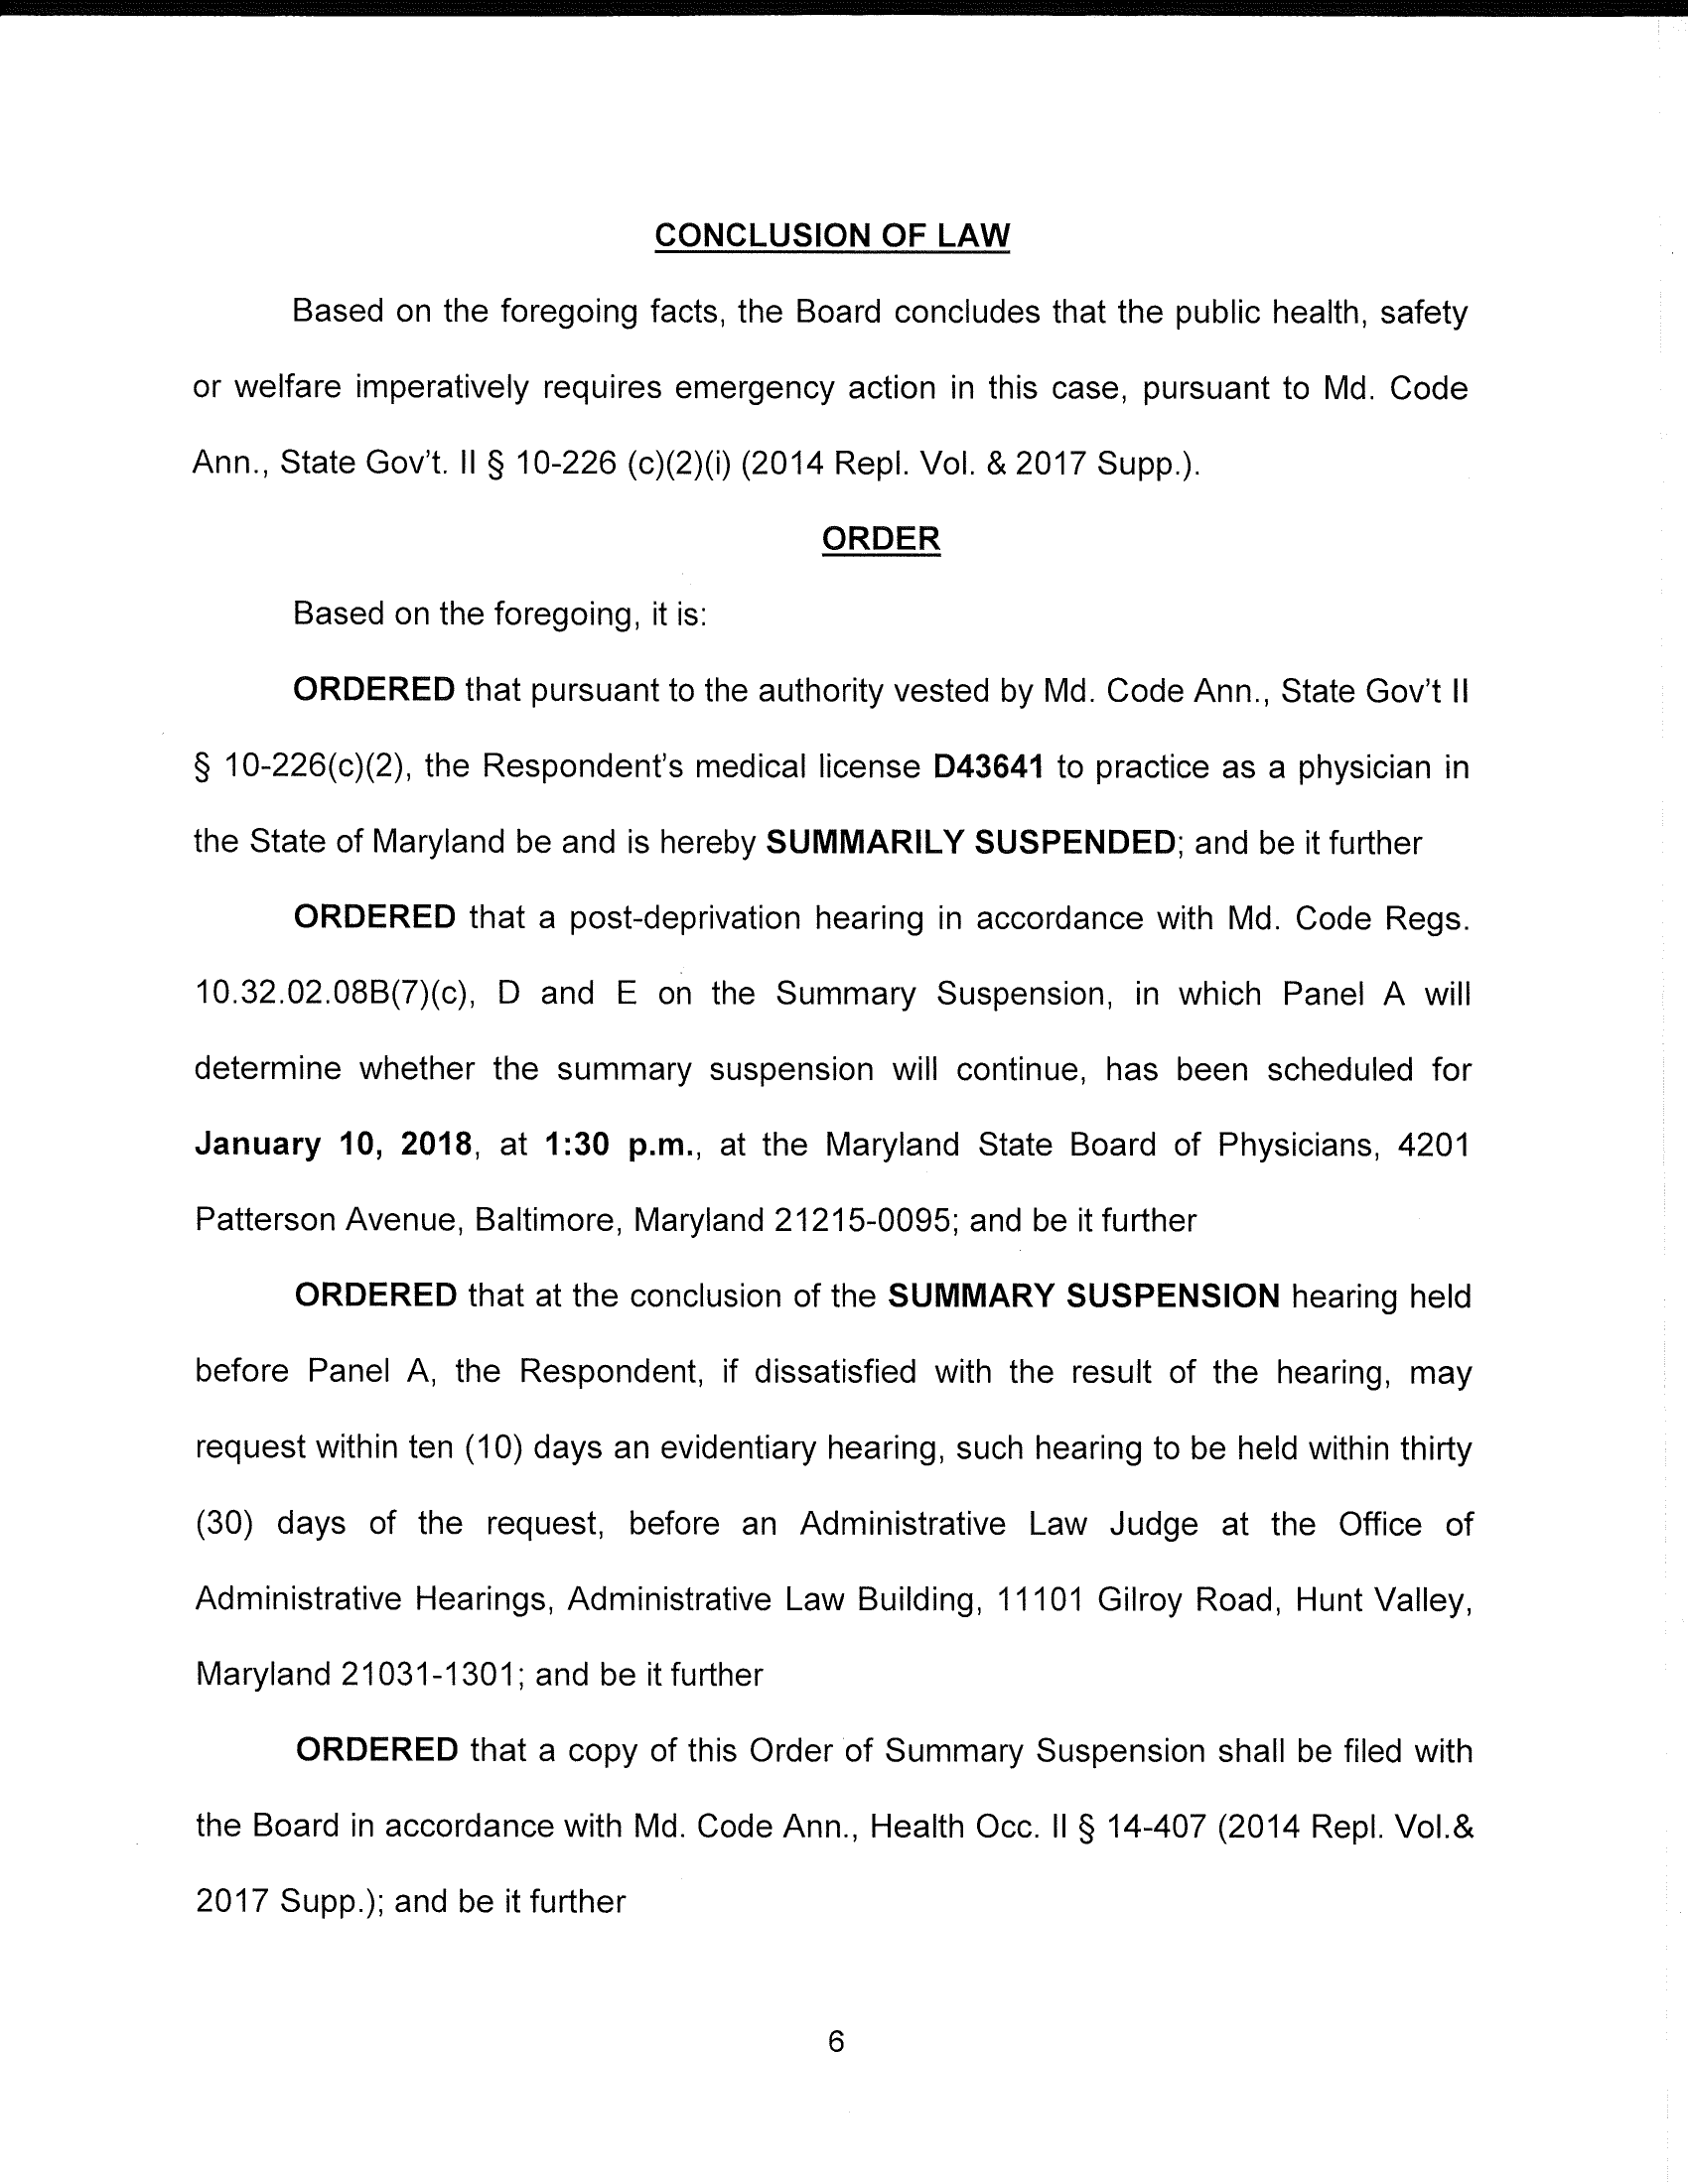 CONCLUSION OF LAW
Based on the foregoing facts, the Board concludes that the public health, safety
or welfare imperatively requires emergency action in this case, pursuant to Md. Code
Ann., State Gov't. II § 10-226 (c)(2)(i) (2014 Repl. Vol. & 2017 Supp.).
ORDER
Based on the foregoing, it is:
ORDERED that pursuant to the authority vested by Md. Code Ann., State Gov't II
§ 10-226(c)(2), the Respondent's medical license D43641 to practice as a physician in
the State of Maryland be and is hereby SUMMARILY SUSPENDED; and be it further
ORDERED that a post-deprivation hearing in accordance with Md. Code Regs.
10.32.02.08B(7)(c), D and E on the Summary Suspension, in which Panel A will
determine whether the summary suspension will continue, has been scheduled for
January 10, 2018, at 1:30 p.m., at the Maryland State Board of Physicians, 4201
Patterson Avenue, Baltimore, Maryland 21215-0095; and be it further
ORDERED that at the conclusion of the SUMMARY SUSPENSION hearing held
before Panel A, the Respondent, if dissatisfied with the result of the hearing, may
request within ten (10) days an evidentiary hearing, such hearing to be held within thirty
(30) days of the request, before an Administrative Law Judge at the Office of
Administrative Hearings, Administrative Law Building, 11101 Gilroy Road, Hunt Valley,
Maryland 21031-1301; and be it further
ORDERED that a copy of this Order of Summary Suspension shall be filed with
the Board in accordance with Md. Code Ann., Health Occ. II § 14-407 (2014 Repl. Vol.&
2017 Supp.); and be it further
6